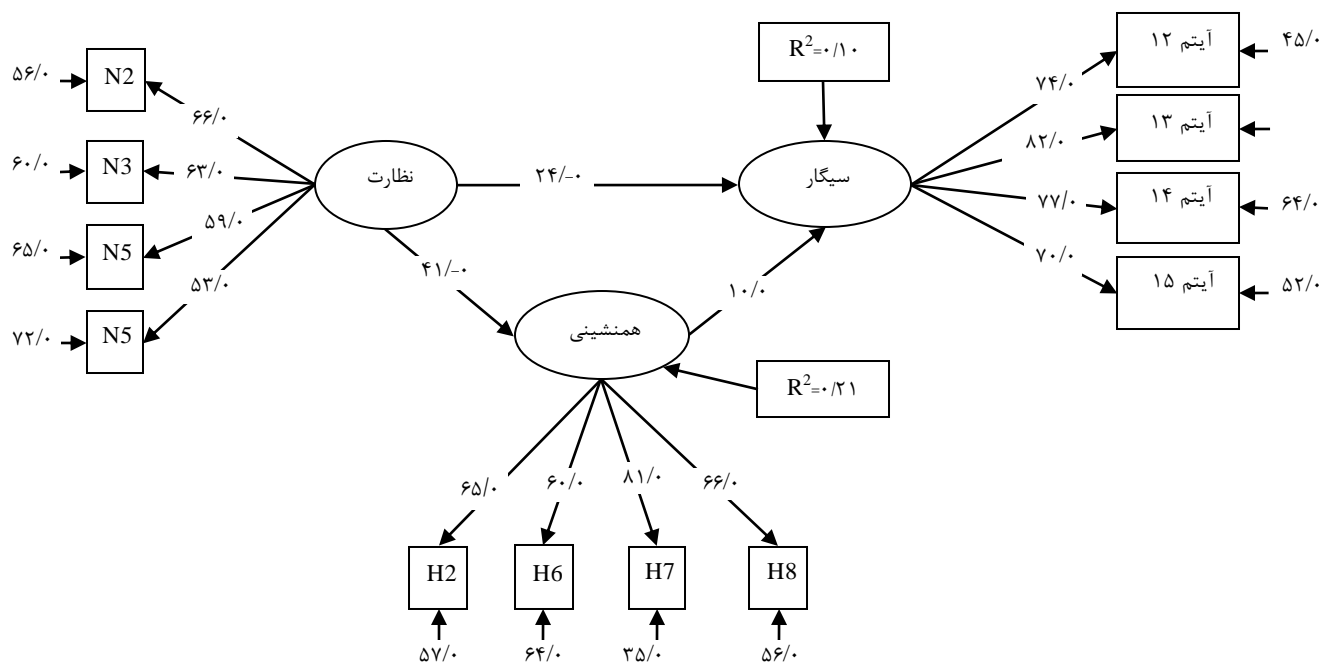 R²=۰/۱۰
آیتم ۱۲
۴۵/۰
۵۶/۰
N2
۶۶/۰
۷۴/۰
آیتم ۱۳
۸۲/۰
۶۰/۰
N3
۶۳/۰
نظارت
۲۴/-۰
سیگار
۷۷/۰
آیتم ۱۴
۶۴/۰
۵۹/۰
۶۵/۰
N5
۷۰/۰
آیتم ۱۵
۵۲/۰
۵۳/۰
۴۱/-۰
۱۰/۰
۷۲/۰
N5
همنشینی
R²=۰/۲۱
۶۵/۰
۶۰/۰
۸۱/۰
۶۶/۰
H2
H6
H7
H8
۵۷/۰
۶۴/۰
۳۵/۰
۵۶/۰